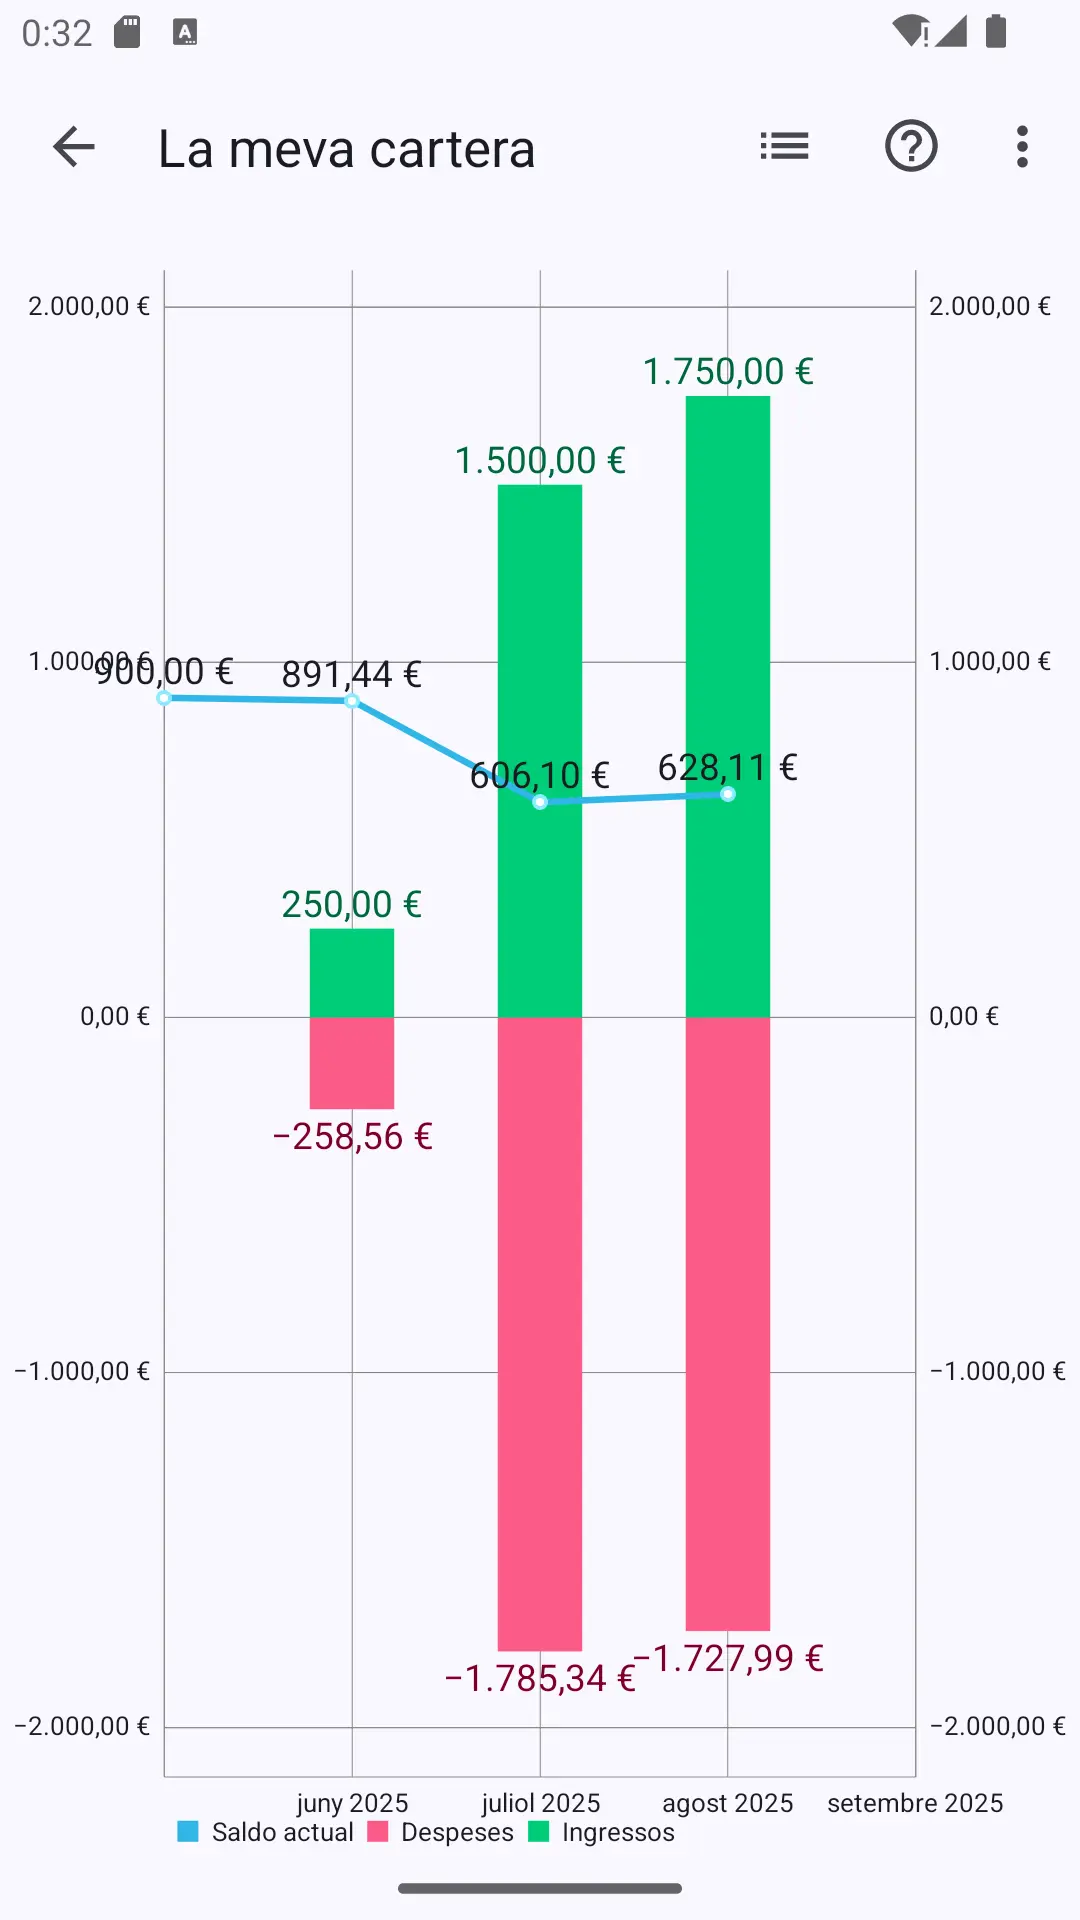 0:32
La meva cartera
2.000,00 € 2.000,00 €
1.750,00 €
1.500,00 €
1.000,00 € 1.000,00 €
900,00 € 891,44 €
606,10 € 628,11 €
250,00 €
0,00 € 0,00 €
−258,56 €
−1.000,00 € −1.000,00 €
−1.785,34 € −1.727,99 €
−2.000,00 € −2.000,00 €
juny 2025 juliol 2025 agost 2025 setembre 2025
Saldo actual Despeses Ingressos